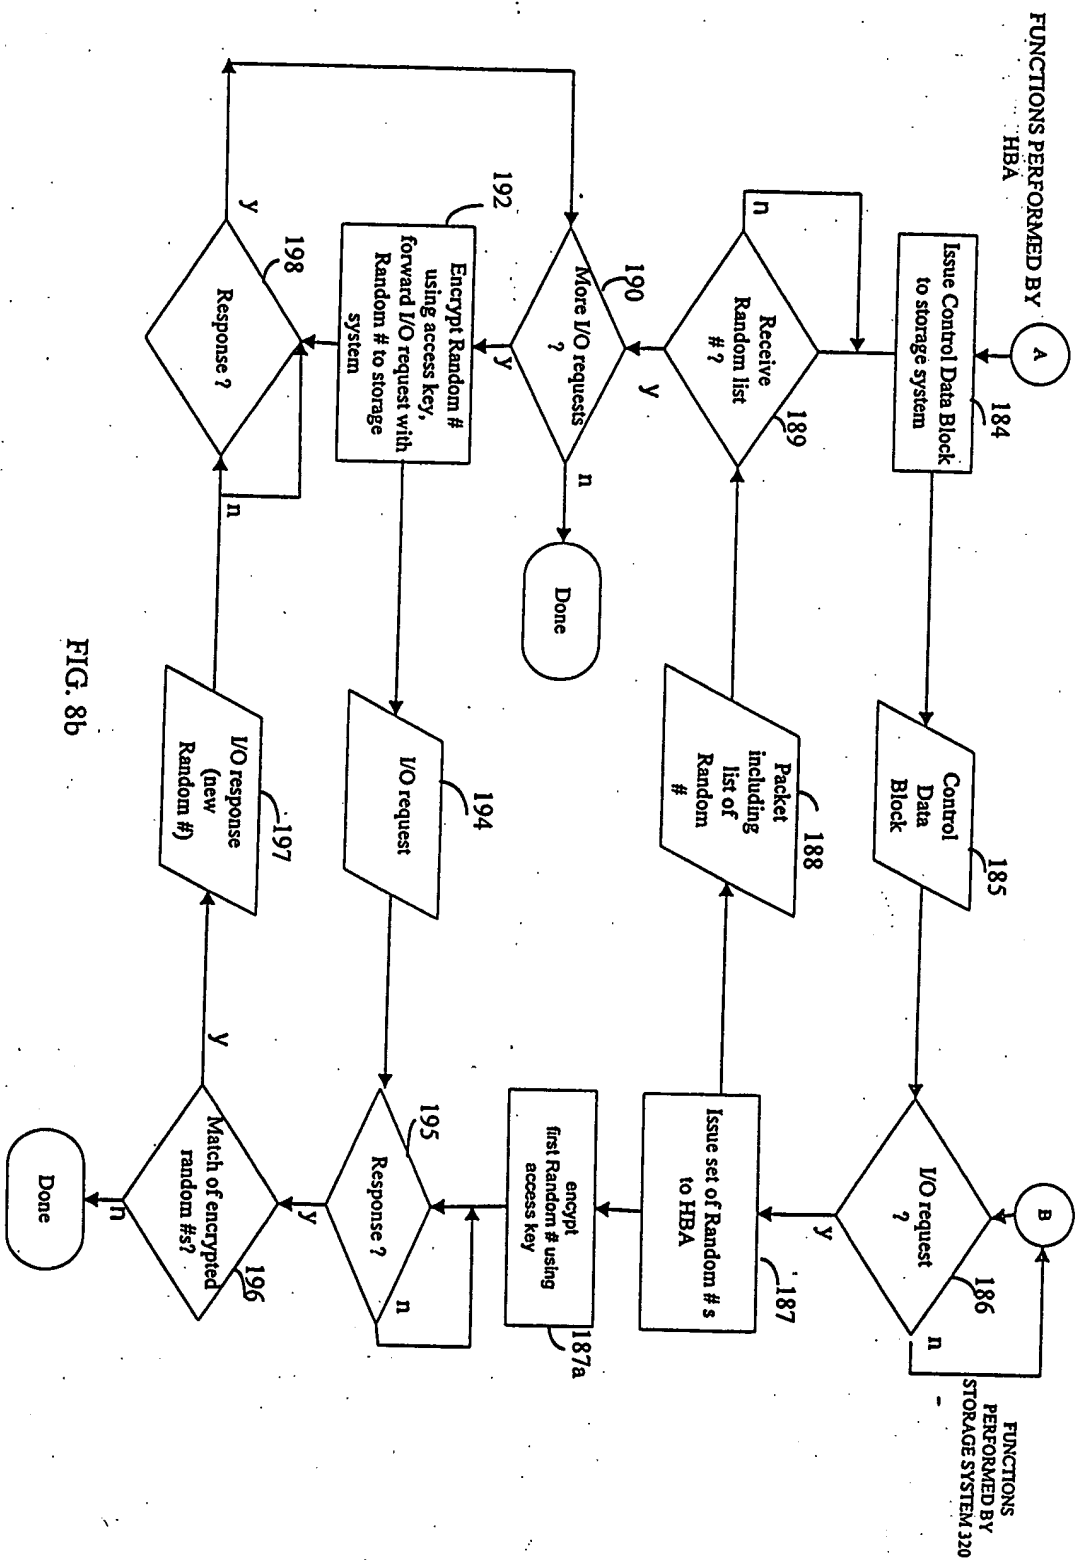 FUNCTIONS PERFORMED BY
HBA
A
Issue Control Data Block
to storage system
184
Control
Data
Block
185
B
I/O request
?
186
n
y
FUNCTIONS
PERFORMED BY
STORAGE SYSTEM 320
Receive
Random list
# ?
189
n
y
Packet
including
list of
Random
#
188
Issue set of Random # s
to HBA
187
encypt
first Random # using
access key
187a
More I/O requests
?
190
n
y
Done
Encrypt Random #
using access key,
forward I/O request with
Random # to storage
system
192
I/O request
194
Response ?
195
n
y
Match of encrypted
random #s?
196
y
n
Done
I/O response
(new
Random #)
197
Response ?
198
y
n
FIG. 8b